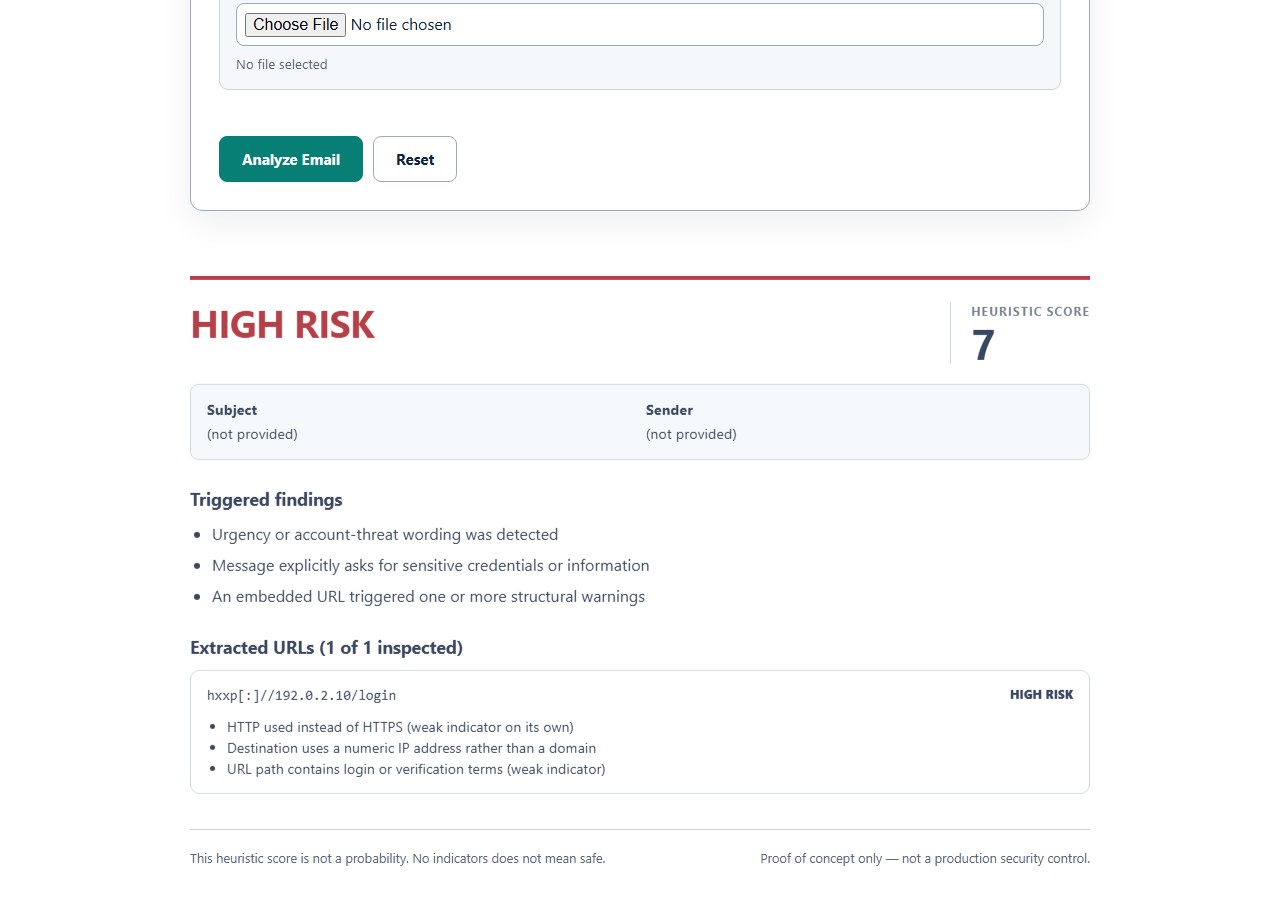 Choose File No file chosen
No file selected
Analyze Email Reset
HIGH RISK
HEURISTIC SCORE
7
Subject Sender
(not provided) (not provided)
Triggered findings
• Urgency or account-threat wording was detected
• Message explicitly asks for sensitive credentials or information
• An embedded URL triggered one or more structural warnings
Extracted URLs (1 of 1 inspected)
hxxp[:]//192.0.2.10/login HIGH RISK
• HTTP used instead of HTTPS (weak indicator on its own)
• Destination uses a numeric IP address rather than a domain
• URL path contains login or verification terms (weak indicator)
This heuristic score is not a probability. No indicators does not mean safe. Proof of concept only — not a production security control.